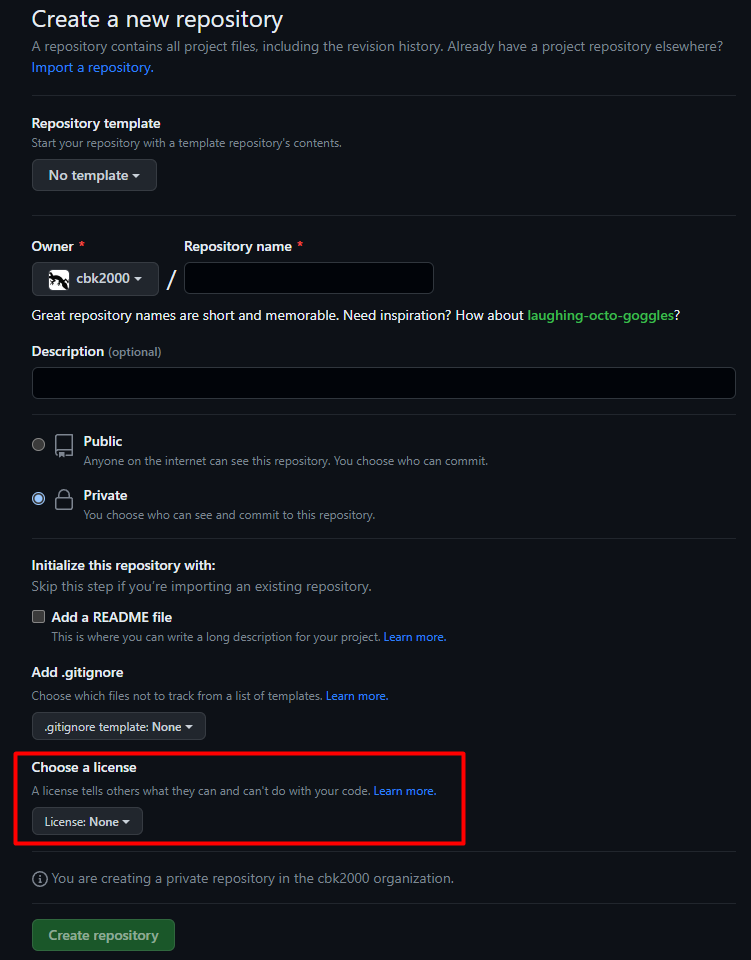 Create a new repository
A repository contains all project files, including the revision history. Already have a project repository elsewhere?
Import a repository.
Repository template
Start your repository with a template repository's contents.
No template
Owner * Repository name *
cbk2000 /
Great repository names are short and memorable. Need inspiration? How about laughing-octo-goggles?
Description (optional)
Public
Anyone on the internet can see this repository. You choose who can commit.
Private
You choose who can see and commit to this repository.
Initialize this repository with:
Skip this step if you're importing an existing repository.
Add a README file
This is where you can write a long description for your project. Learn more.
Add .gitignore
Choose which files not to track from a list of templates. Learn more.
.gitignore template: None
Choose a license
A license tells others what they can and can't do with your code. Learn more.
License: None
You are creating a private repository in the cbk2000 organization.
Create repository